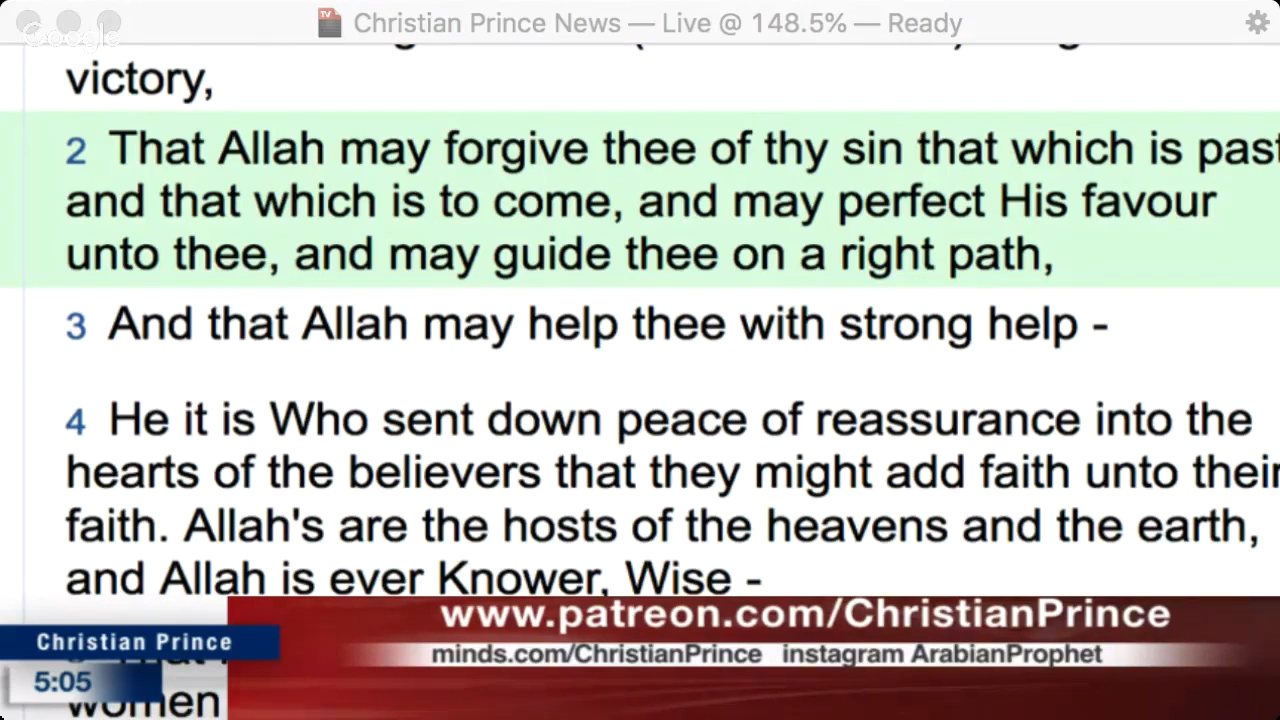 Christian Prince News — Live @ 148.5% — Ready
Google
victory,
2 That Allah may forgive thee of thy sin that which is past
and that which is to come, and may perfect His favour
unto thee, and may guide thee on a right path,
3 And that Allah may help thee with strong help -
4 He it is Who sent down peace of reassurance into the
hearts of the believers that they might add faith unto their
faith. Allah's are the hosts of the heavens and the earth,
and Allah is ever Knower, Wise -
www.patreon.com/ChristianPrince
Christian Prince
minds.com/ChristianPrince instagram ArabianProphet
5:05
women